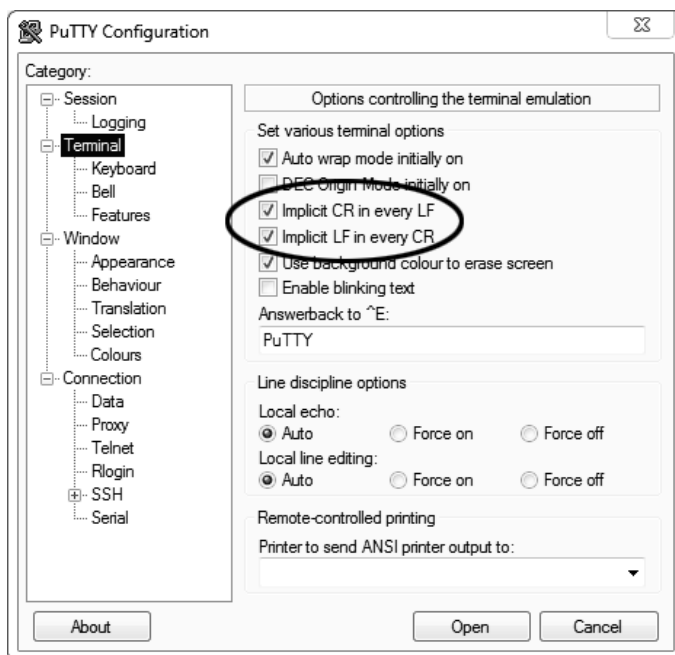 PuTTY Configuration
Category:
Session
Logging
Terminal
Keyboard
Bell
Features
Window
Appearance
Behaviour
Translation
Selection
Colours
Connection
Data
Proxy
Telnet
Rlogin
SSH
Serial
Options controlling the terminal emulation
Set various terminal options
Auto wrap mode initially on
DEC Origin Mode initially on
Implicit CR in every LF
Implicit LF in every CR
Use background colour to erase screen
Enable blinking text
Answerback to ^E:
PuTTY
Line discipline options
Local echo:
Auto Force on Force off
Local line editing:
Auto Force on Force off
Remote-controlled printing
Printer to send ANSI printer output to:
About Open Cancel